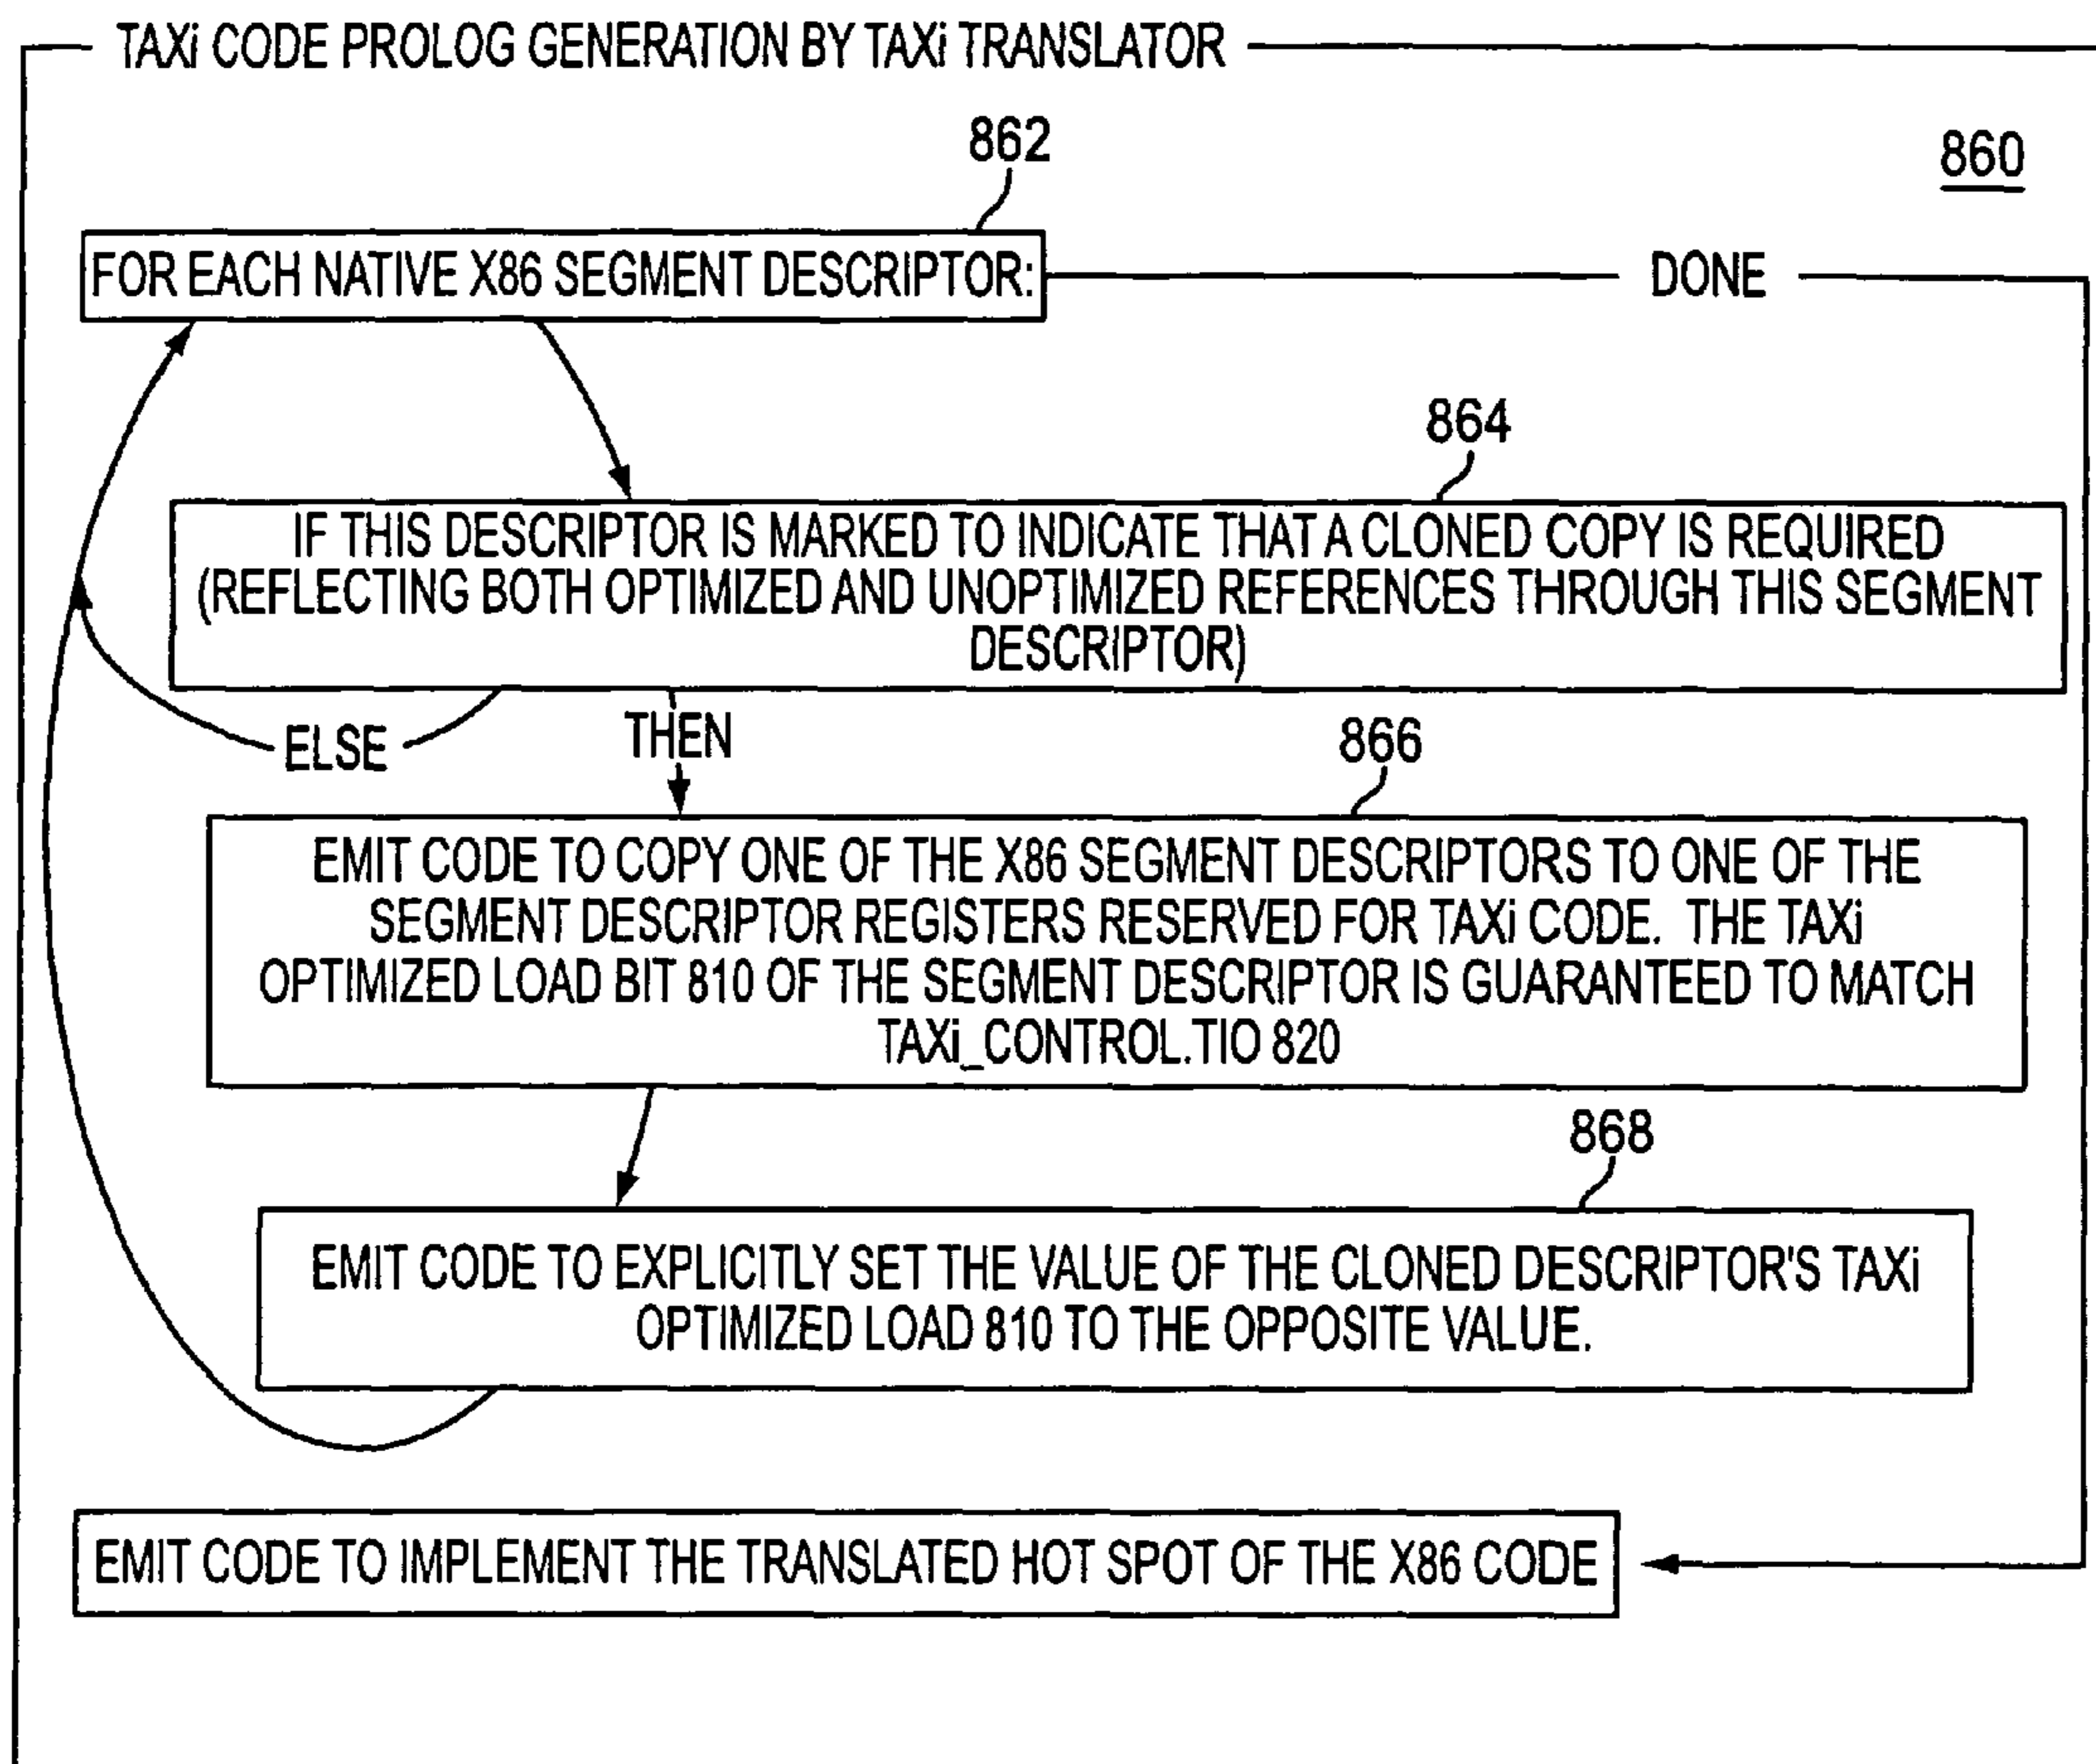 TAXi CODE PROLOG GENERATION BY TAXi TRANSLATOR
862
860
FOR EACH NATIVE X86 SEGMENT DESCRIPTOR:
DONE
864
IF THIS DESCRIPTOR IS MARKED TO INDICATE THAT A CLONED COPY IS REQUIRED
(REFLECTING BOTH OPTIMIZED AND UNOPTIMIZED REFERENCES THROUGH THIS SEGMENT
DESCRIPTOR)
ELSE
THEN
866
EMIT CODE TO COPY ONE OF THE X86 SEGMENT DESCRIPTORS TO ONE OF THE
SEGMENT DESCRIPTOR REGISTERS RESERVED FOR TAXi CODE. THE TAXi
OPTIMIZED LOAD BIT 810 OF THE SEGMENT DESCRIPTOR IS GUARANTEED TO MATCH
TAXi_CONTROL.TIO 820
868
EMIT CODE TO EXPLICITLY SET THE VALUE OF THE CLONED DESCRIPTOR'S TAXi
OPTIMIZED LOAD 810 TO THE OPPOSITE VALUE.
EMIT CODE TO IMPLEMENT THE TRANSLATED HOT SPOT OF THE X86 CODE